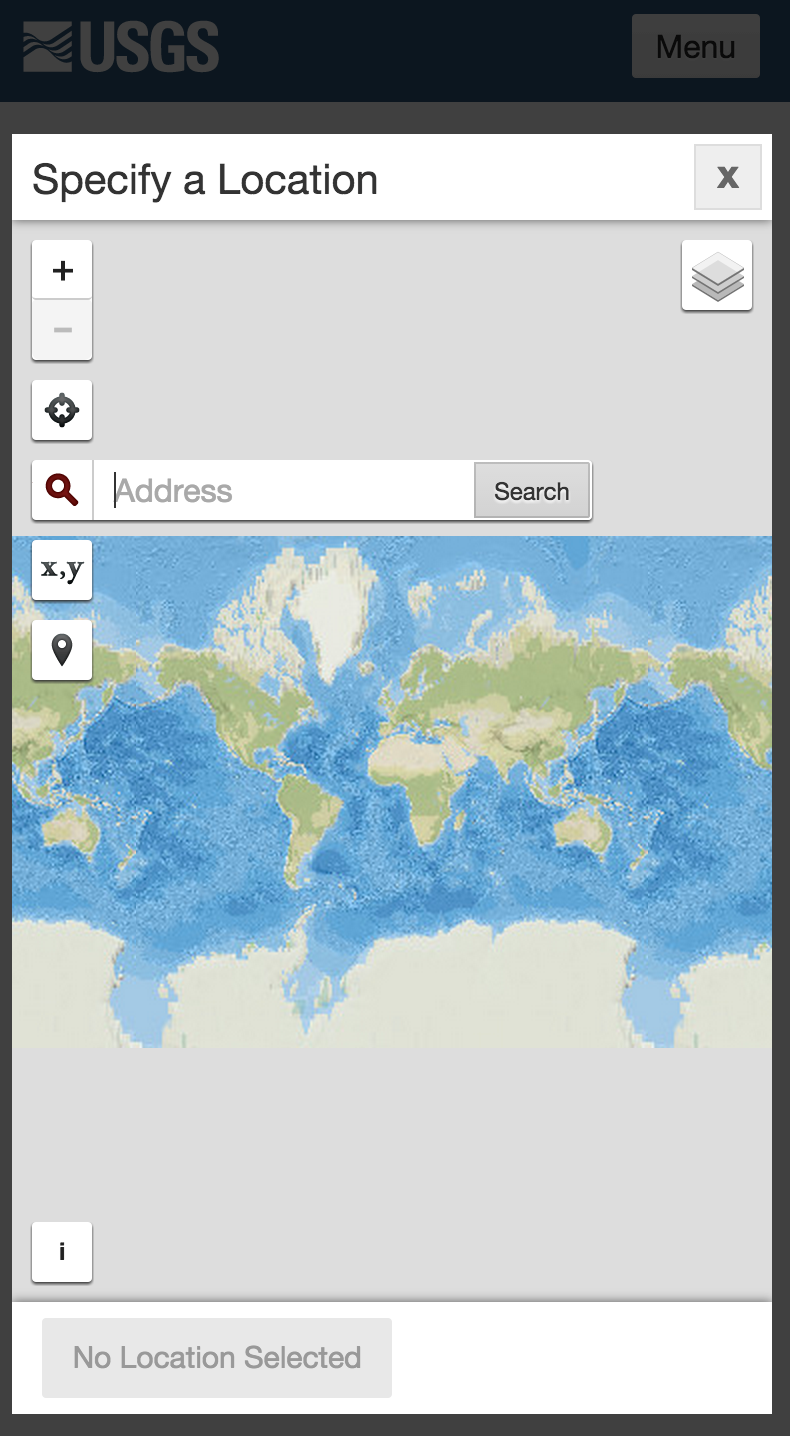 USGS
Menu
Specify a Location
x
+
−
Address
Search
x,y
i
No Location Selected